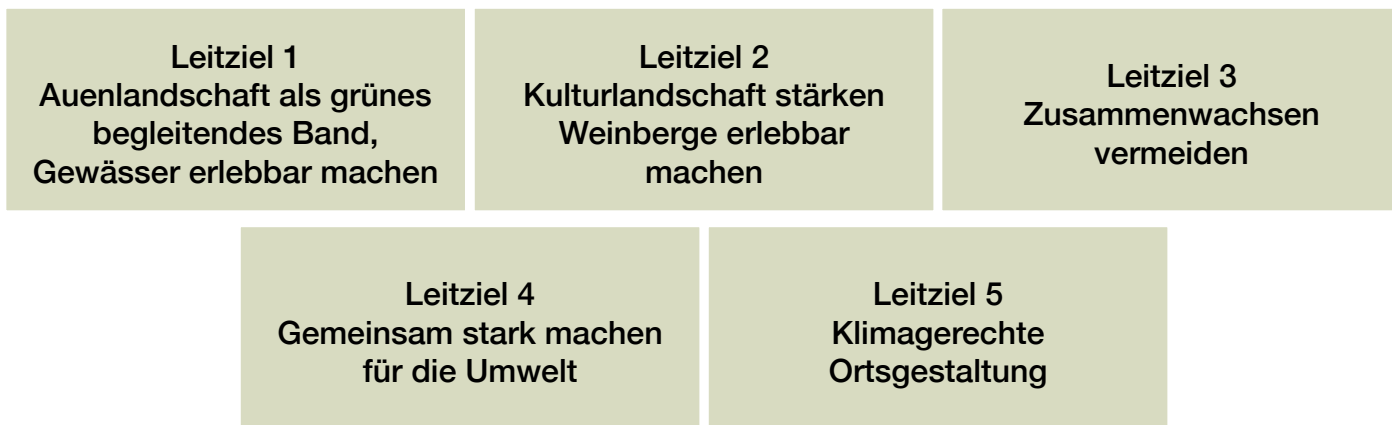 Leitziel 1
Auenlandschaft als grünes
begleitendes Band,
Gewässer erlebbar machen
Leitziel 2
Kulturlandschaft stärken
Weinberge erlebbar
machen
Leitziel 3
Zusammenwachsen
vermeiden
Leitziel 4
Gemeinsam stark machen
für die Umwelt
Leitziel 5
Klimagerechte
Ortsgestaltung